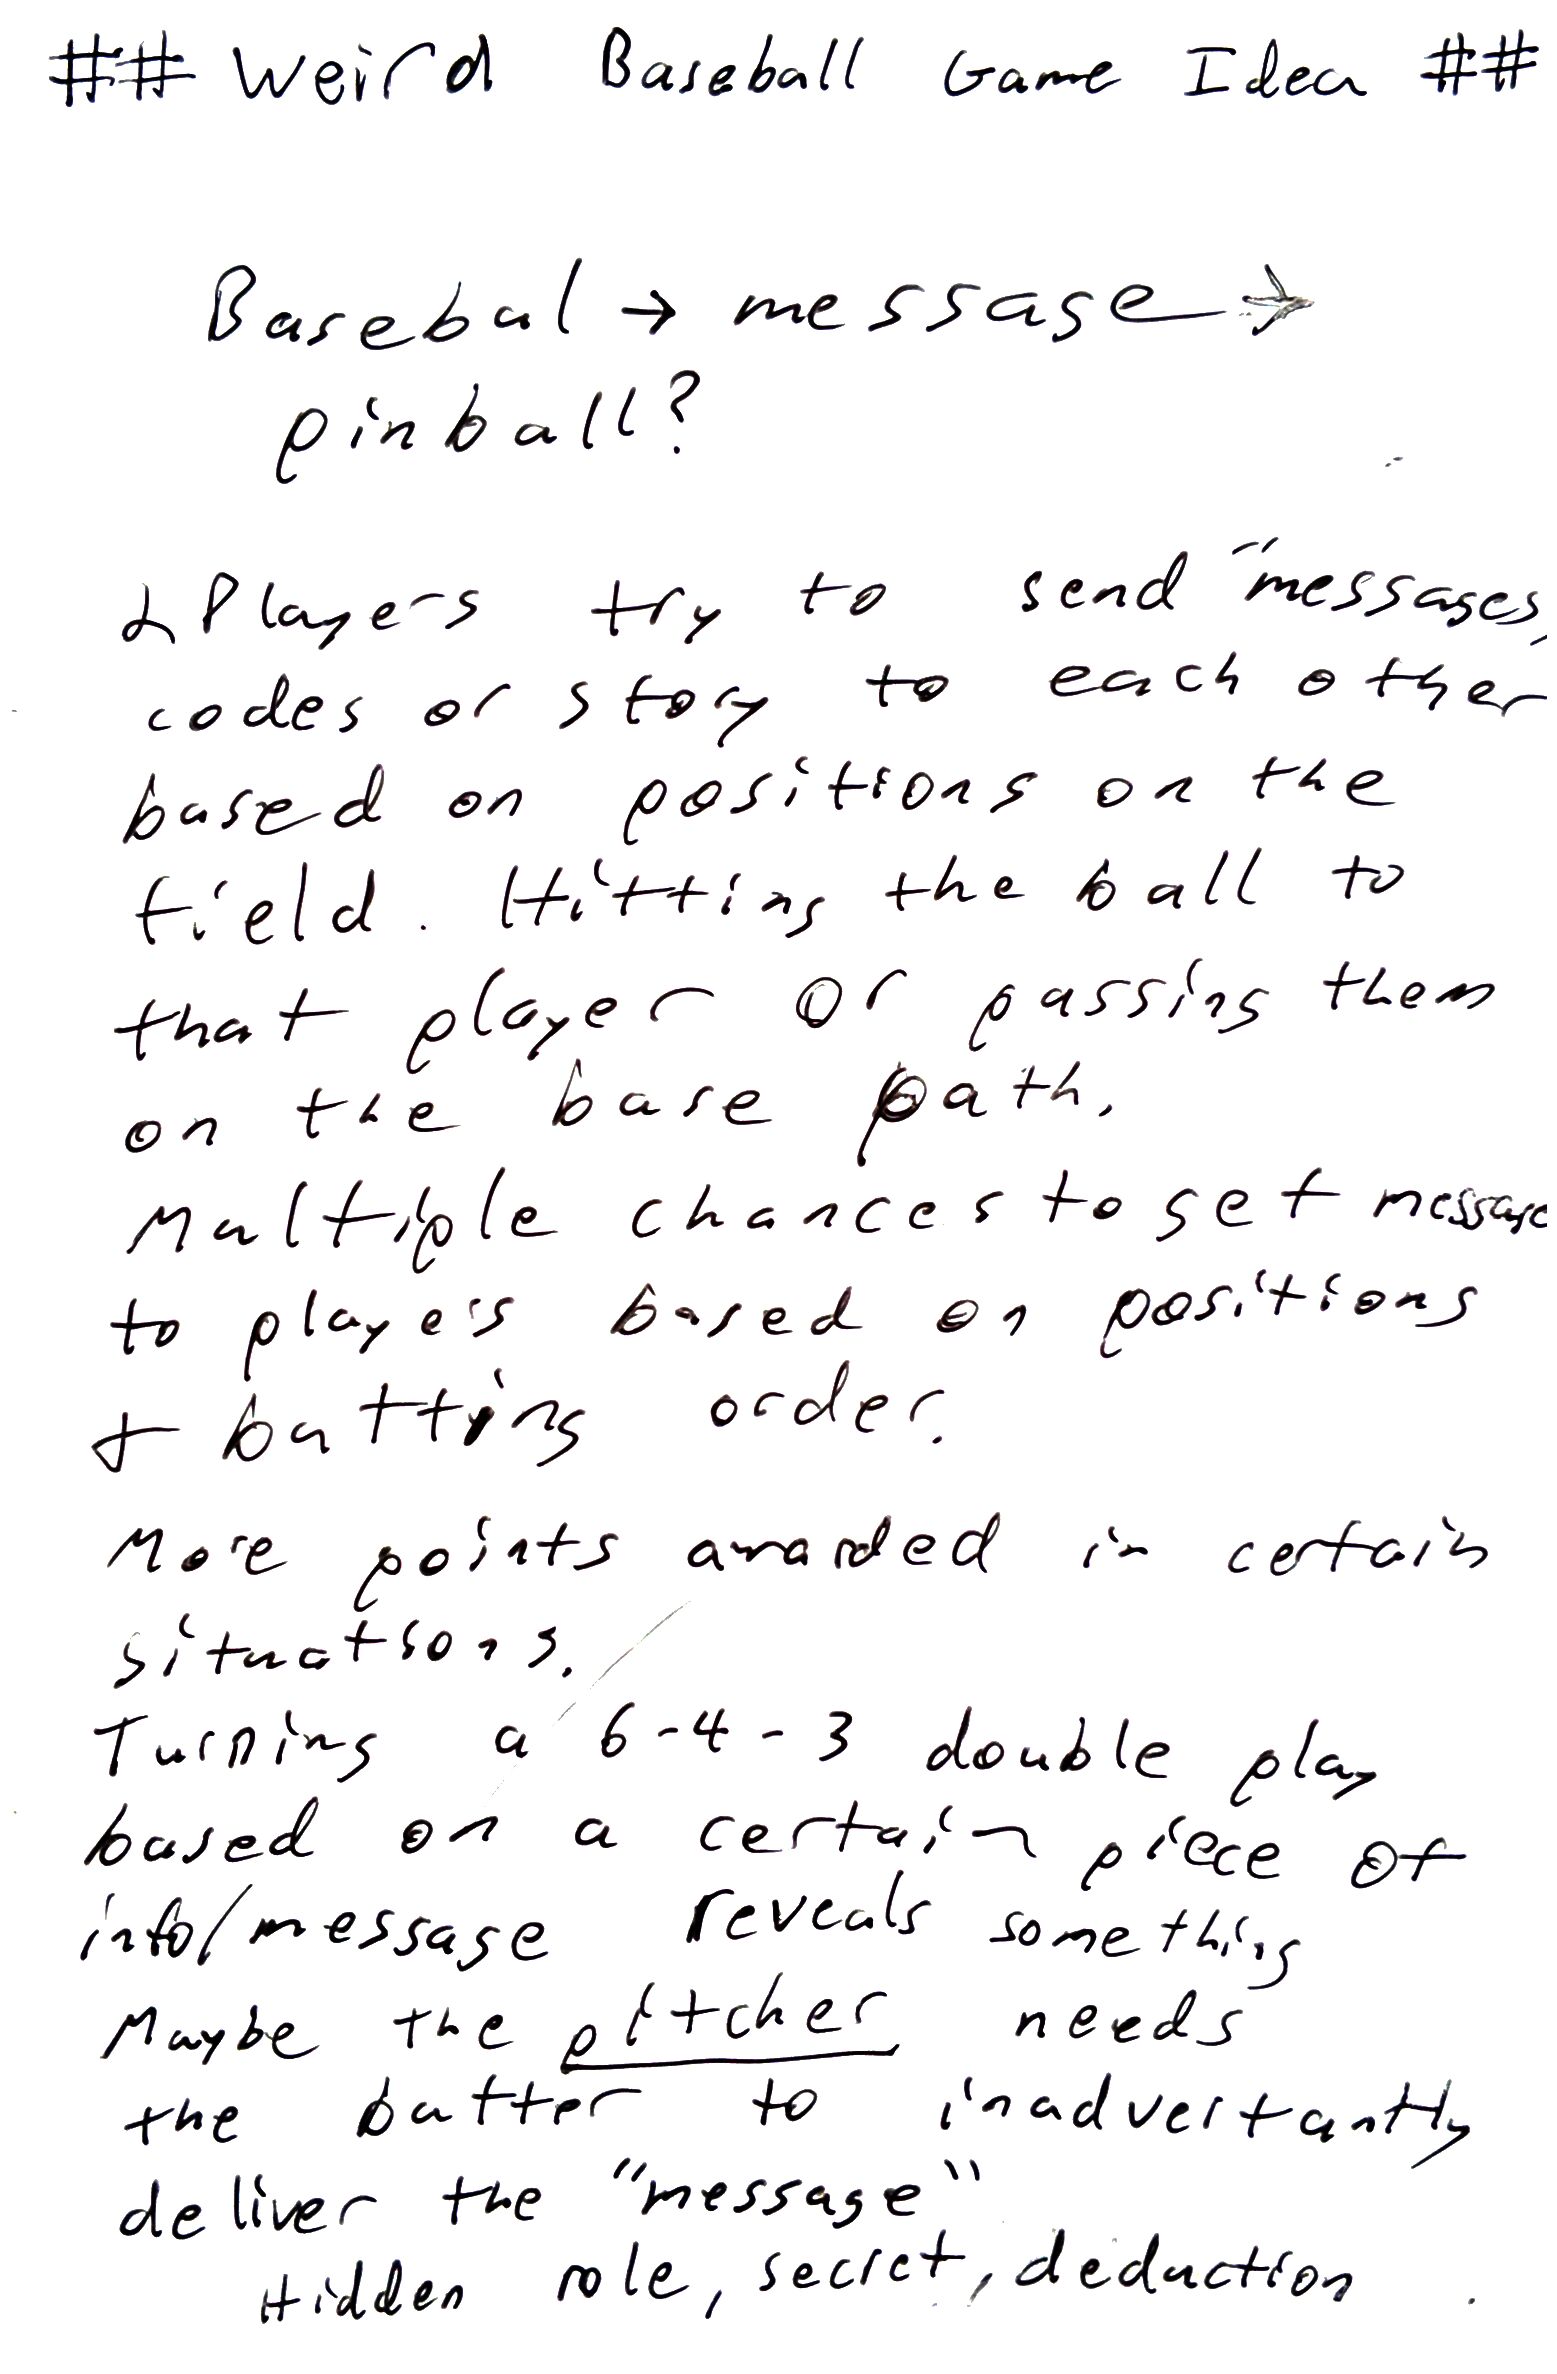 ## Weird Baseball Game Idea ##
Basebal → message →
pinball?
Players try to send "messages,
codes or story to each other
based on positions on the
field. Hitting the ball to
that player or passing them
on the base path.
Multiple chances to get message
to players based on positions
+ batting order.
More points awarded in certain
situations.
Turning a 6-4-3 double play
based on a certain piece of
info/message reveals something
Maybe the pitcher needs
the batter to inadvertantly
deliver the "message"
Hidden role, secret, deduction